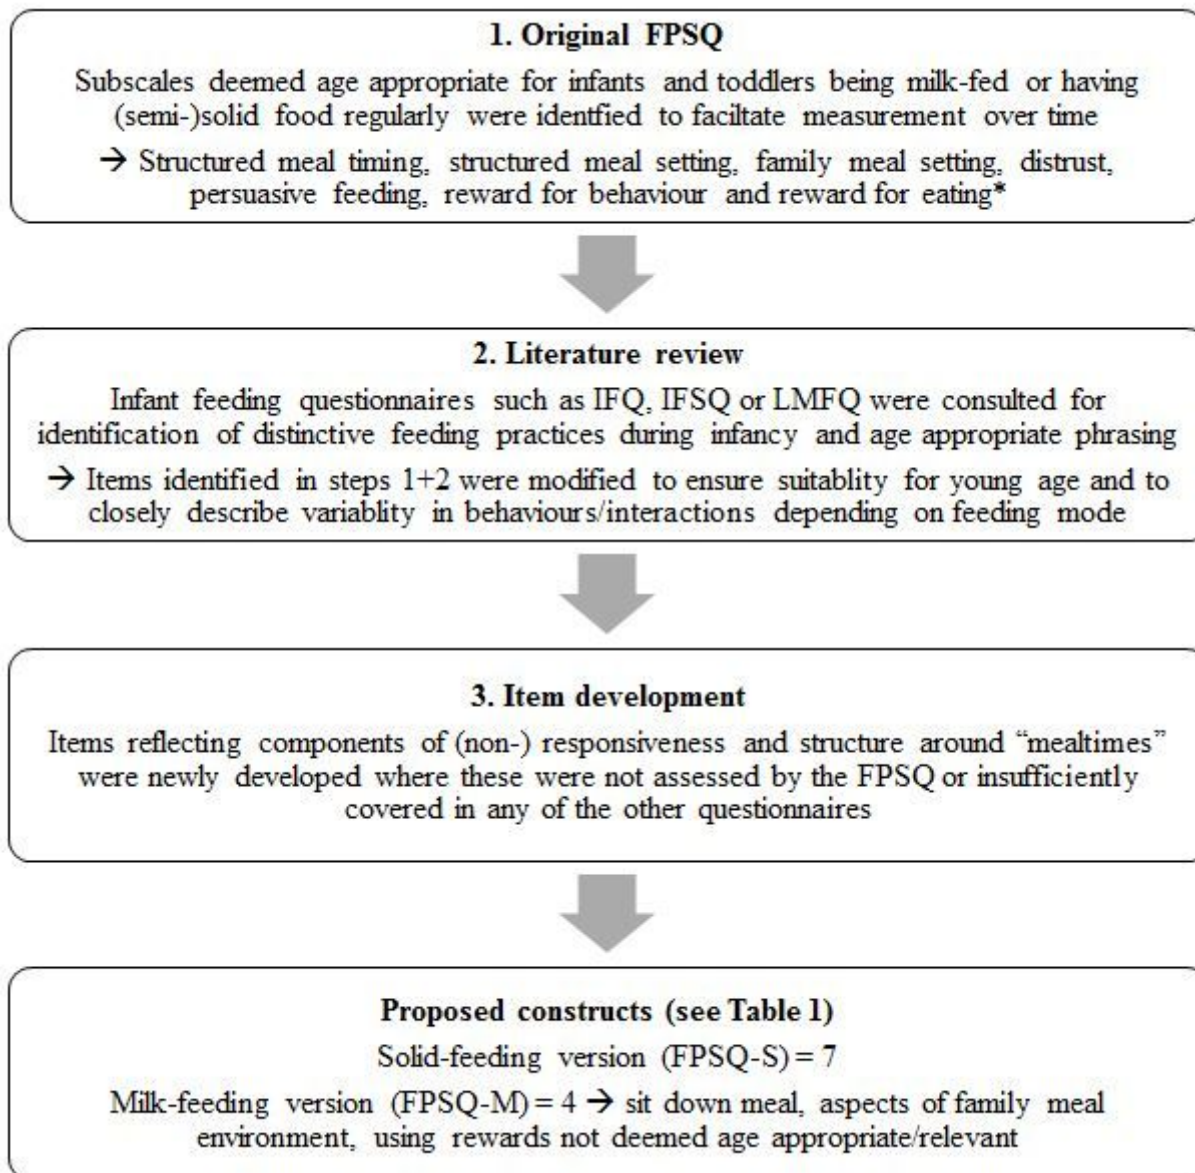 1. Original FPSQ
Subscales deemed age appropriate for infants and toddlers being milk-fed or having
(semi-)solid food regularly were identfied to faciltate measurement over time
→ Structured meal timing, structured meal setting, family meal setting, distrust,
persuasive feeding, reward for behaviour and reward for eating*
2. Literature review
Infant feeding questionnaires such as IFQ, IFSQ or LMFQ were consulted for
identification of distinctive feeding practices during infancy and age appropriate phrasing
→ Items identified in steps 1+2 were modified to ensure suitablity for young age and to
closely describe variablity in behaviours/interactions depending on feeding mode
3. Item development
Items reflecting components of (non-) responsiveness and structure around “mealtimes”
were newly developed where these were not assessed by the FPSQ or insufficiently
covered in any of the other questionnaires
Proposed constructs (see Table 1)
Solid-feeding version (FPSQ-S) = 7
Milk-feeding version (FPSQ-M) = 4 → sit down meal, aspects of family meal
environment, using rewards not deemed age appropriate/relevant